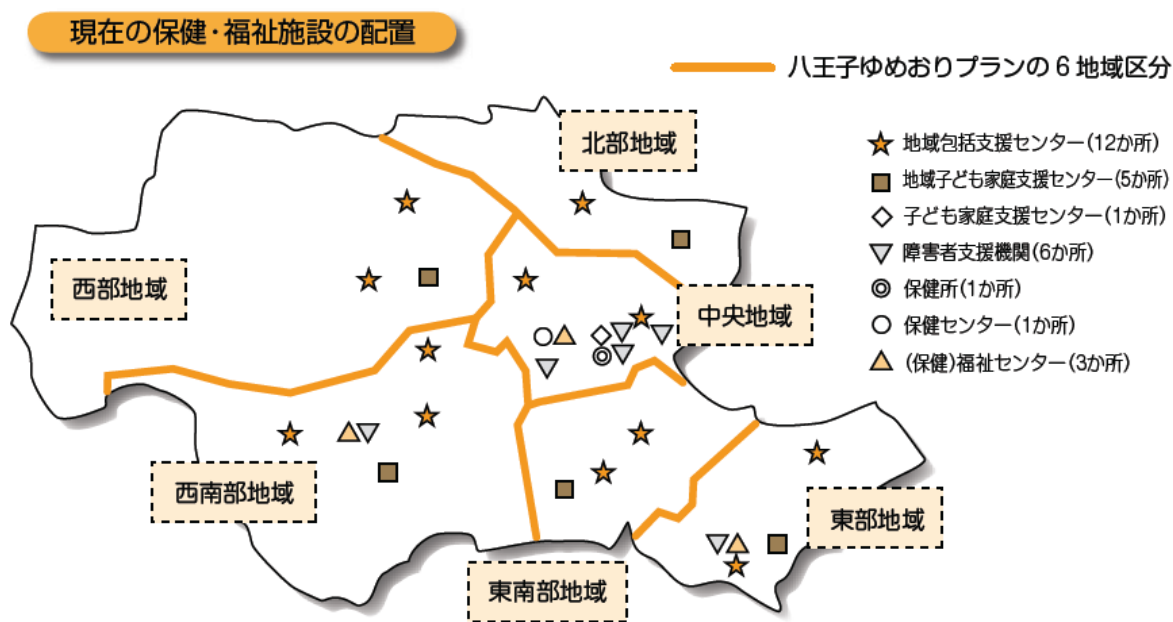 現在の保健・福祉施設の配置
八王子ゆめおりプランの6地域区分
北部地域
地域包括支援センター(12か所)
地域子ども家庭支援センター(5か所)
子ども家庭支援センター(1か所)
障害者支援機関(6か所)
保健所(1か所)
保健センター(1か所)
(保健)福祉センター(3か所)
西部地域
中央地域
西南部地域
東部地域
東南部地域